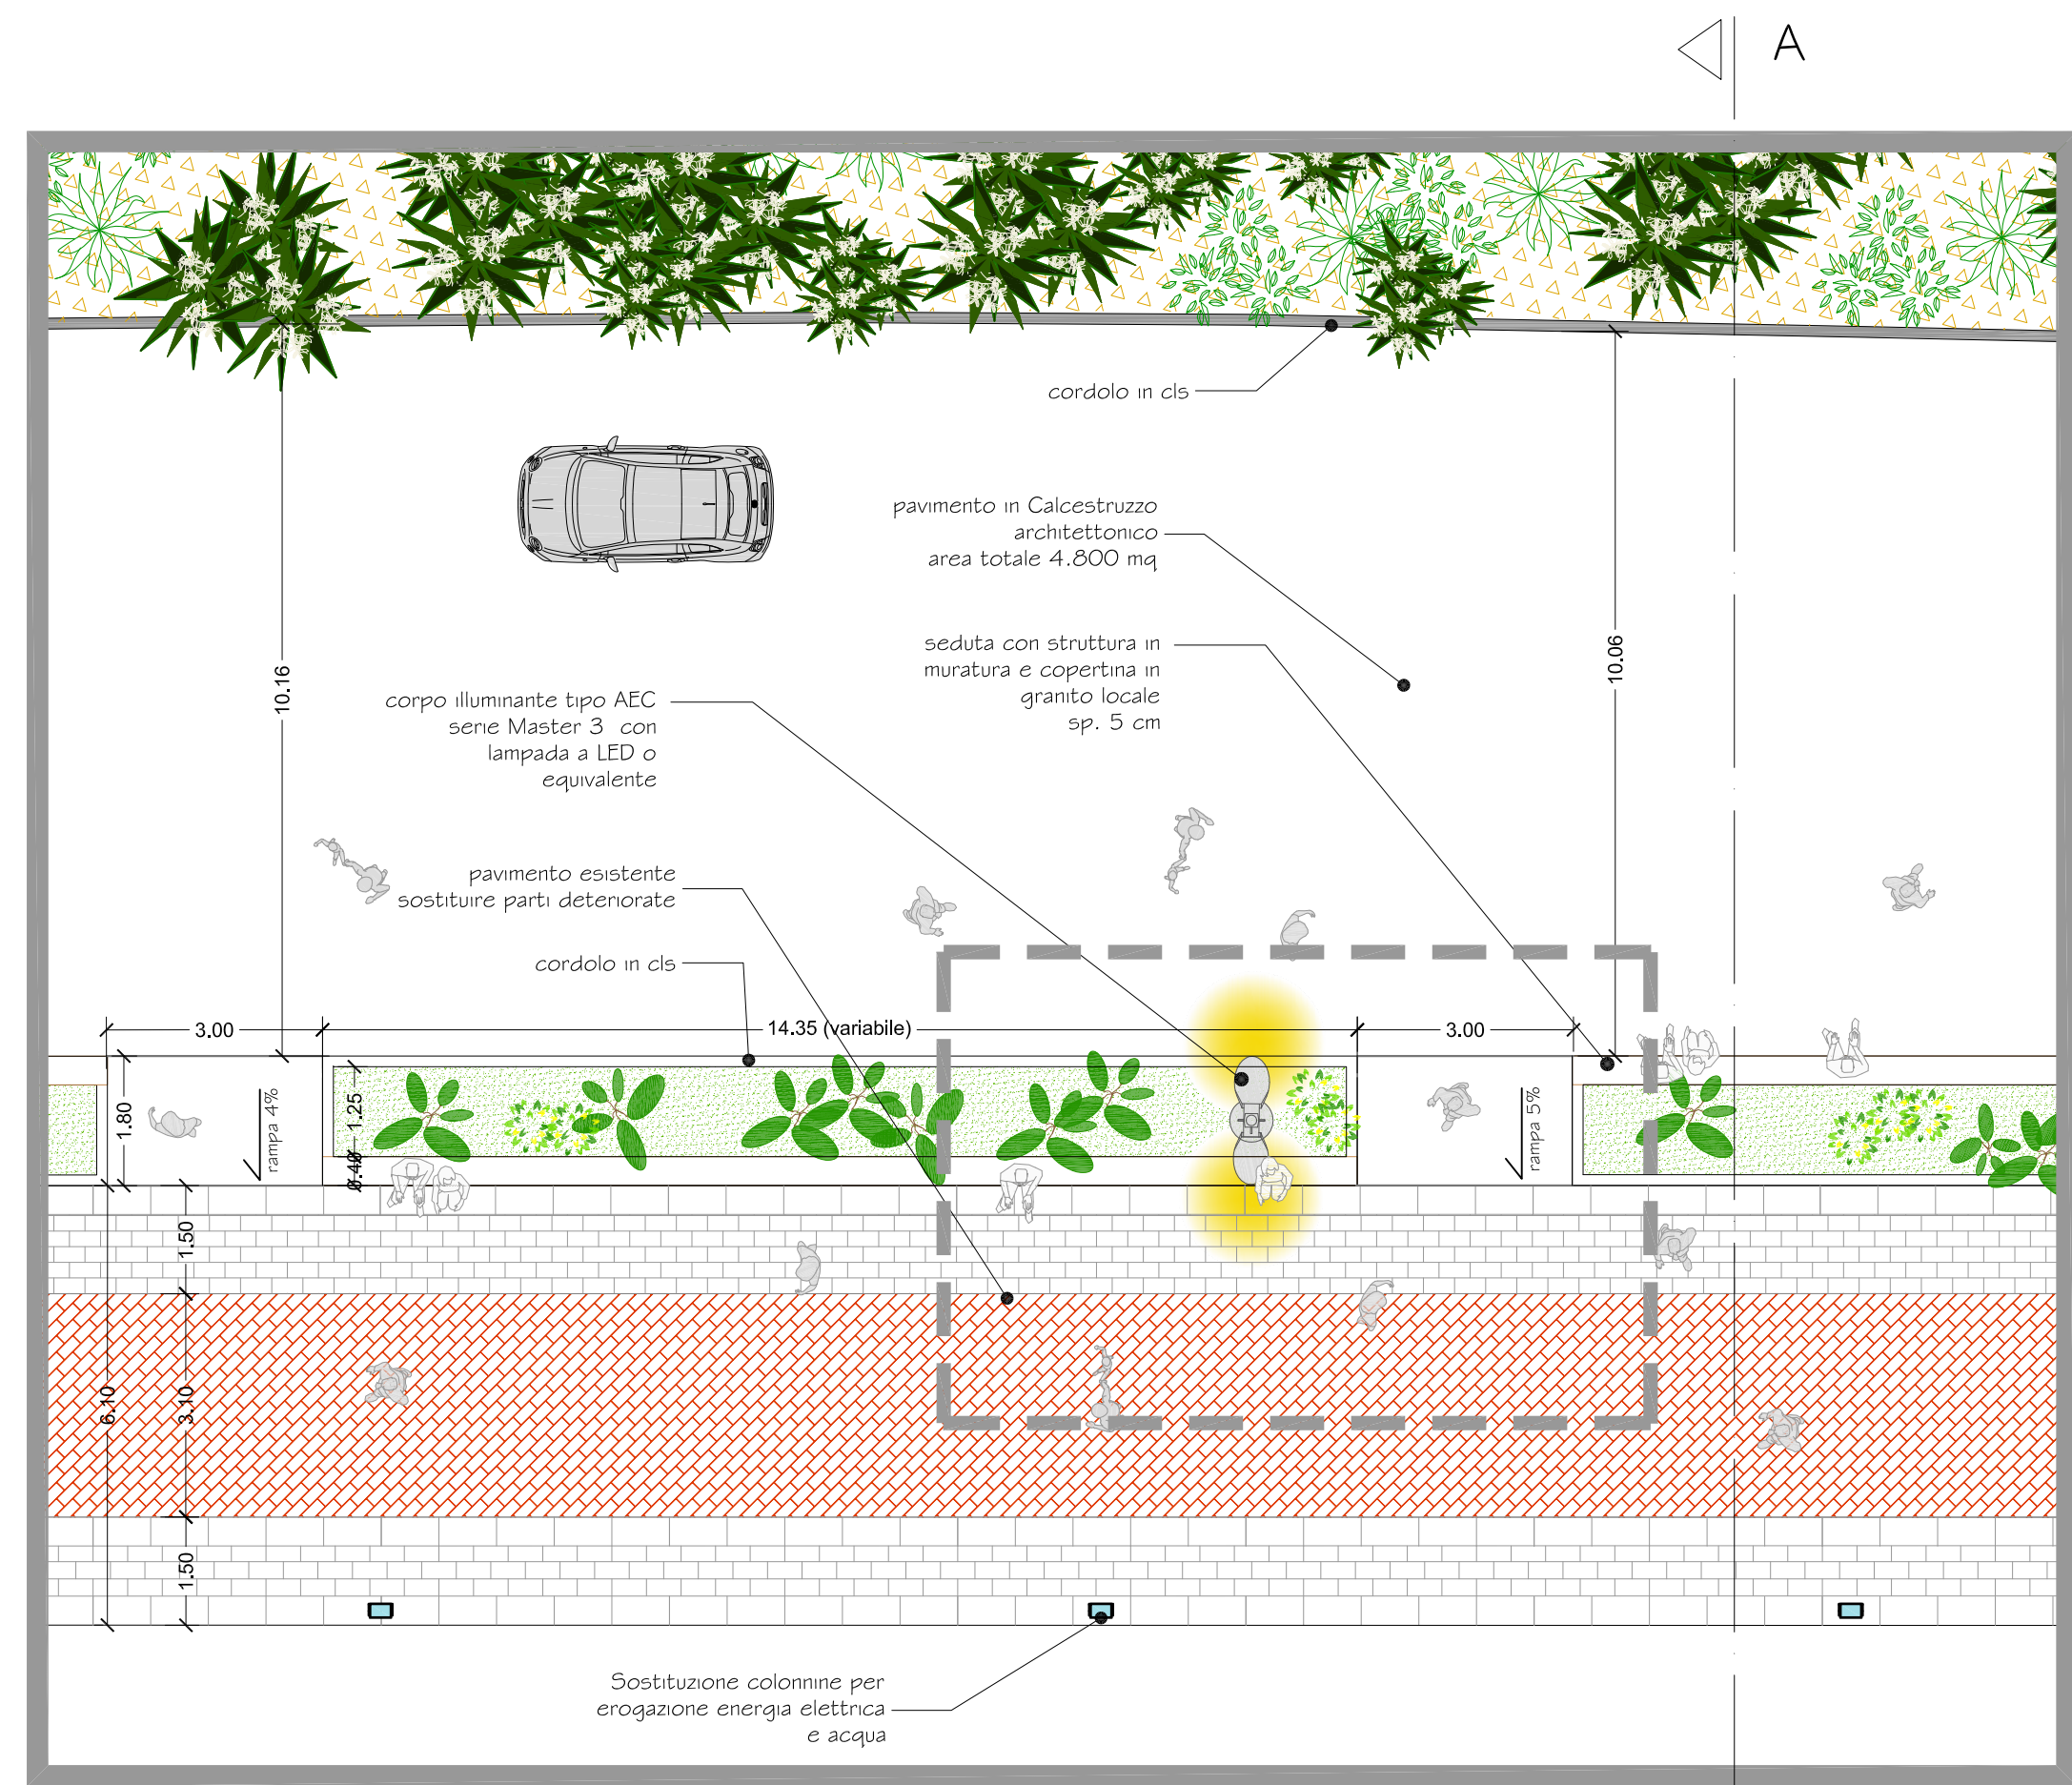 A
cordolo in cls
pavimento in Calcestruzzo
architettonico
area totale 4.800 mq
seduta con struttura in
muratura e copertina in
granito locale
sp. 5 cm
10.16
10.06
corpo illuminante tipo AEC
serie Master 3 con
lampada a LED o
equivalente
pavimento esistente
sostituire parti deteriorate
cordolo in cls
3.00
14.35 (variabile)
3.00
1.80
rampa 4%
1.25
0.40
rampa 5%
1.50
6.10
3.10
1.50
Sostituzione colonnine per
erogazione energia elettrica
e acqua